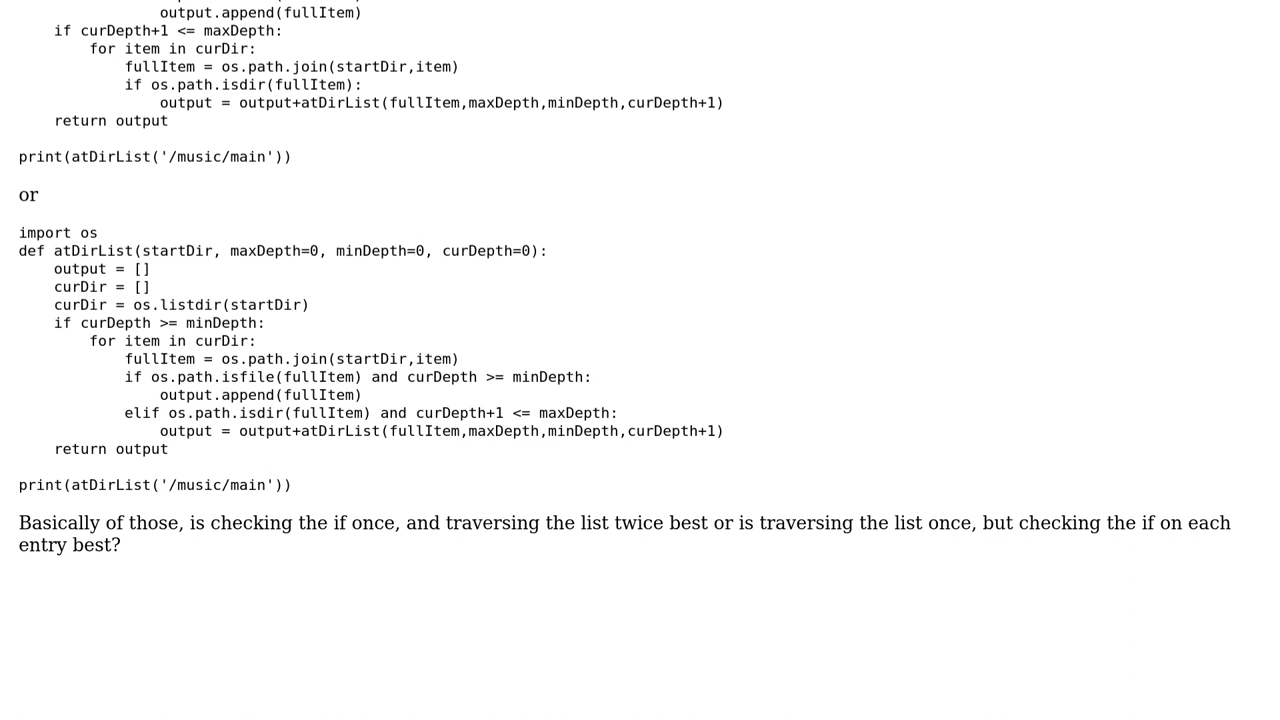 output.append(fullItem)
    if curDepth+1 <= maxDepth:
        for item in curDir:
            fullItem = os.path.join(startDir,item)
            if os.path.isdir(fullItem):
                output = output+atDirList(fullItem,maxDepth,minDepth,curDepth+1)
    return output

print(atDirList('/music/main'))
or
import os
def atDirList(startDir, maxDepth=0, minDepth=0, curDepth=0):
    output = []
    curDir = []
    curDir = os.listdir(startDir)
    if curDepth >= minDepth:
        for item in curDir:
            fullItem = os.path.join(startDir,item)
            if os.path.isfile(fullItem) and curDepth >= minDepth:
                output.append(fullItem)
            elif os.path.isdir(fullItem) and curDepth+1 <= maxDepth:
                output = output+atDirList(fullItem,maxDepth,minDepth,curDepth+1)
    return output

print(atDirList('/music/main'))
Basically of those, is checking the if once, and traversing the list twice best or is traversing the list once, but checking the if on each
entry best?